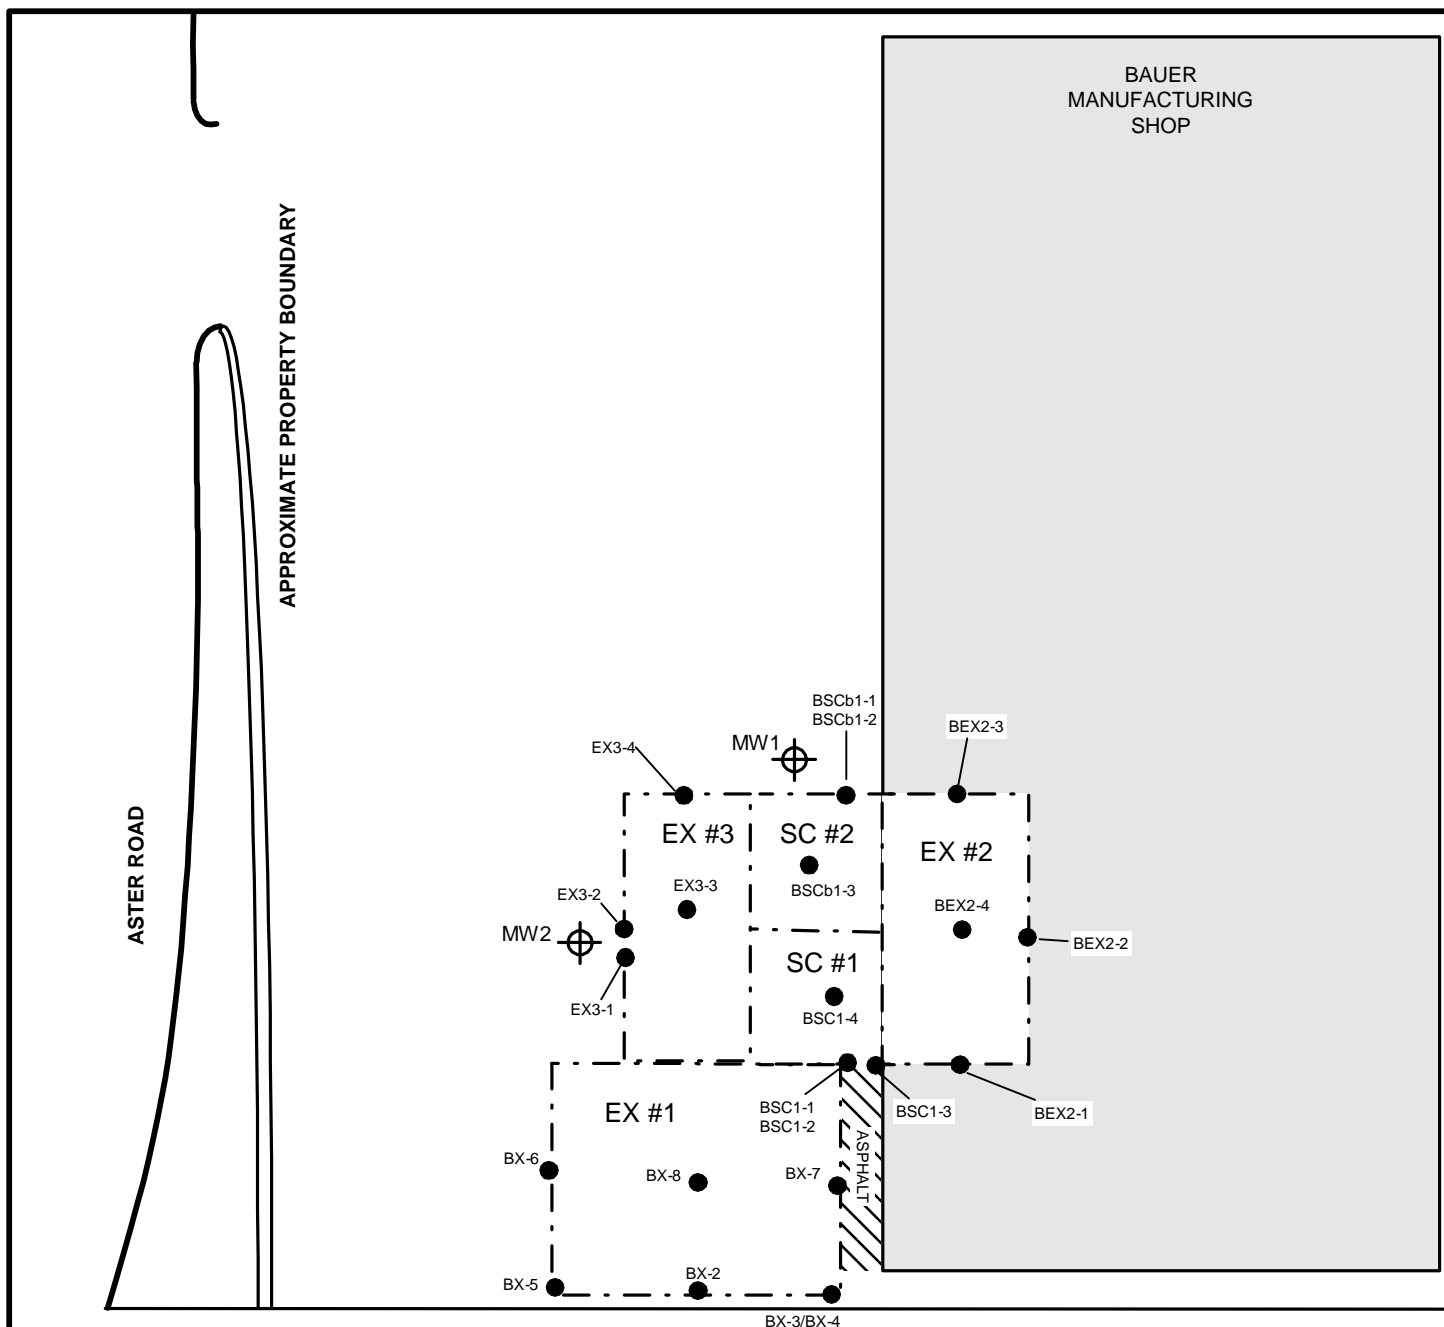 BAUER
MANUFACTURING
SHOP
APPROXIMATE PROPERTY BOUNDARY
ASTER ROAD
BSCb1-1
BSCb1-2
BEX2-3
MW1
EX3-4
EX #3
SC #2
EX #2
BSCb1-3
EX3-3
EX3-2
BEX2-4
MW2
BEX2-2
SC #1
EX3-1
BSC1-4
EX #1
BSC1-1
BSC1-2
BSC1-3
BEX2-1
ASPHALT
BX-6
BX-8
BX-7
BX-5
BX-2
BX-3/BX-4